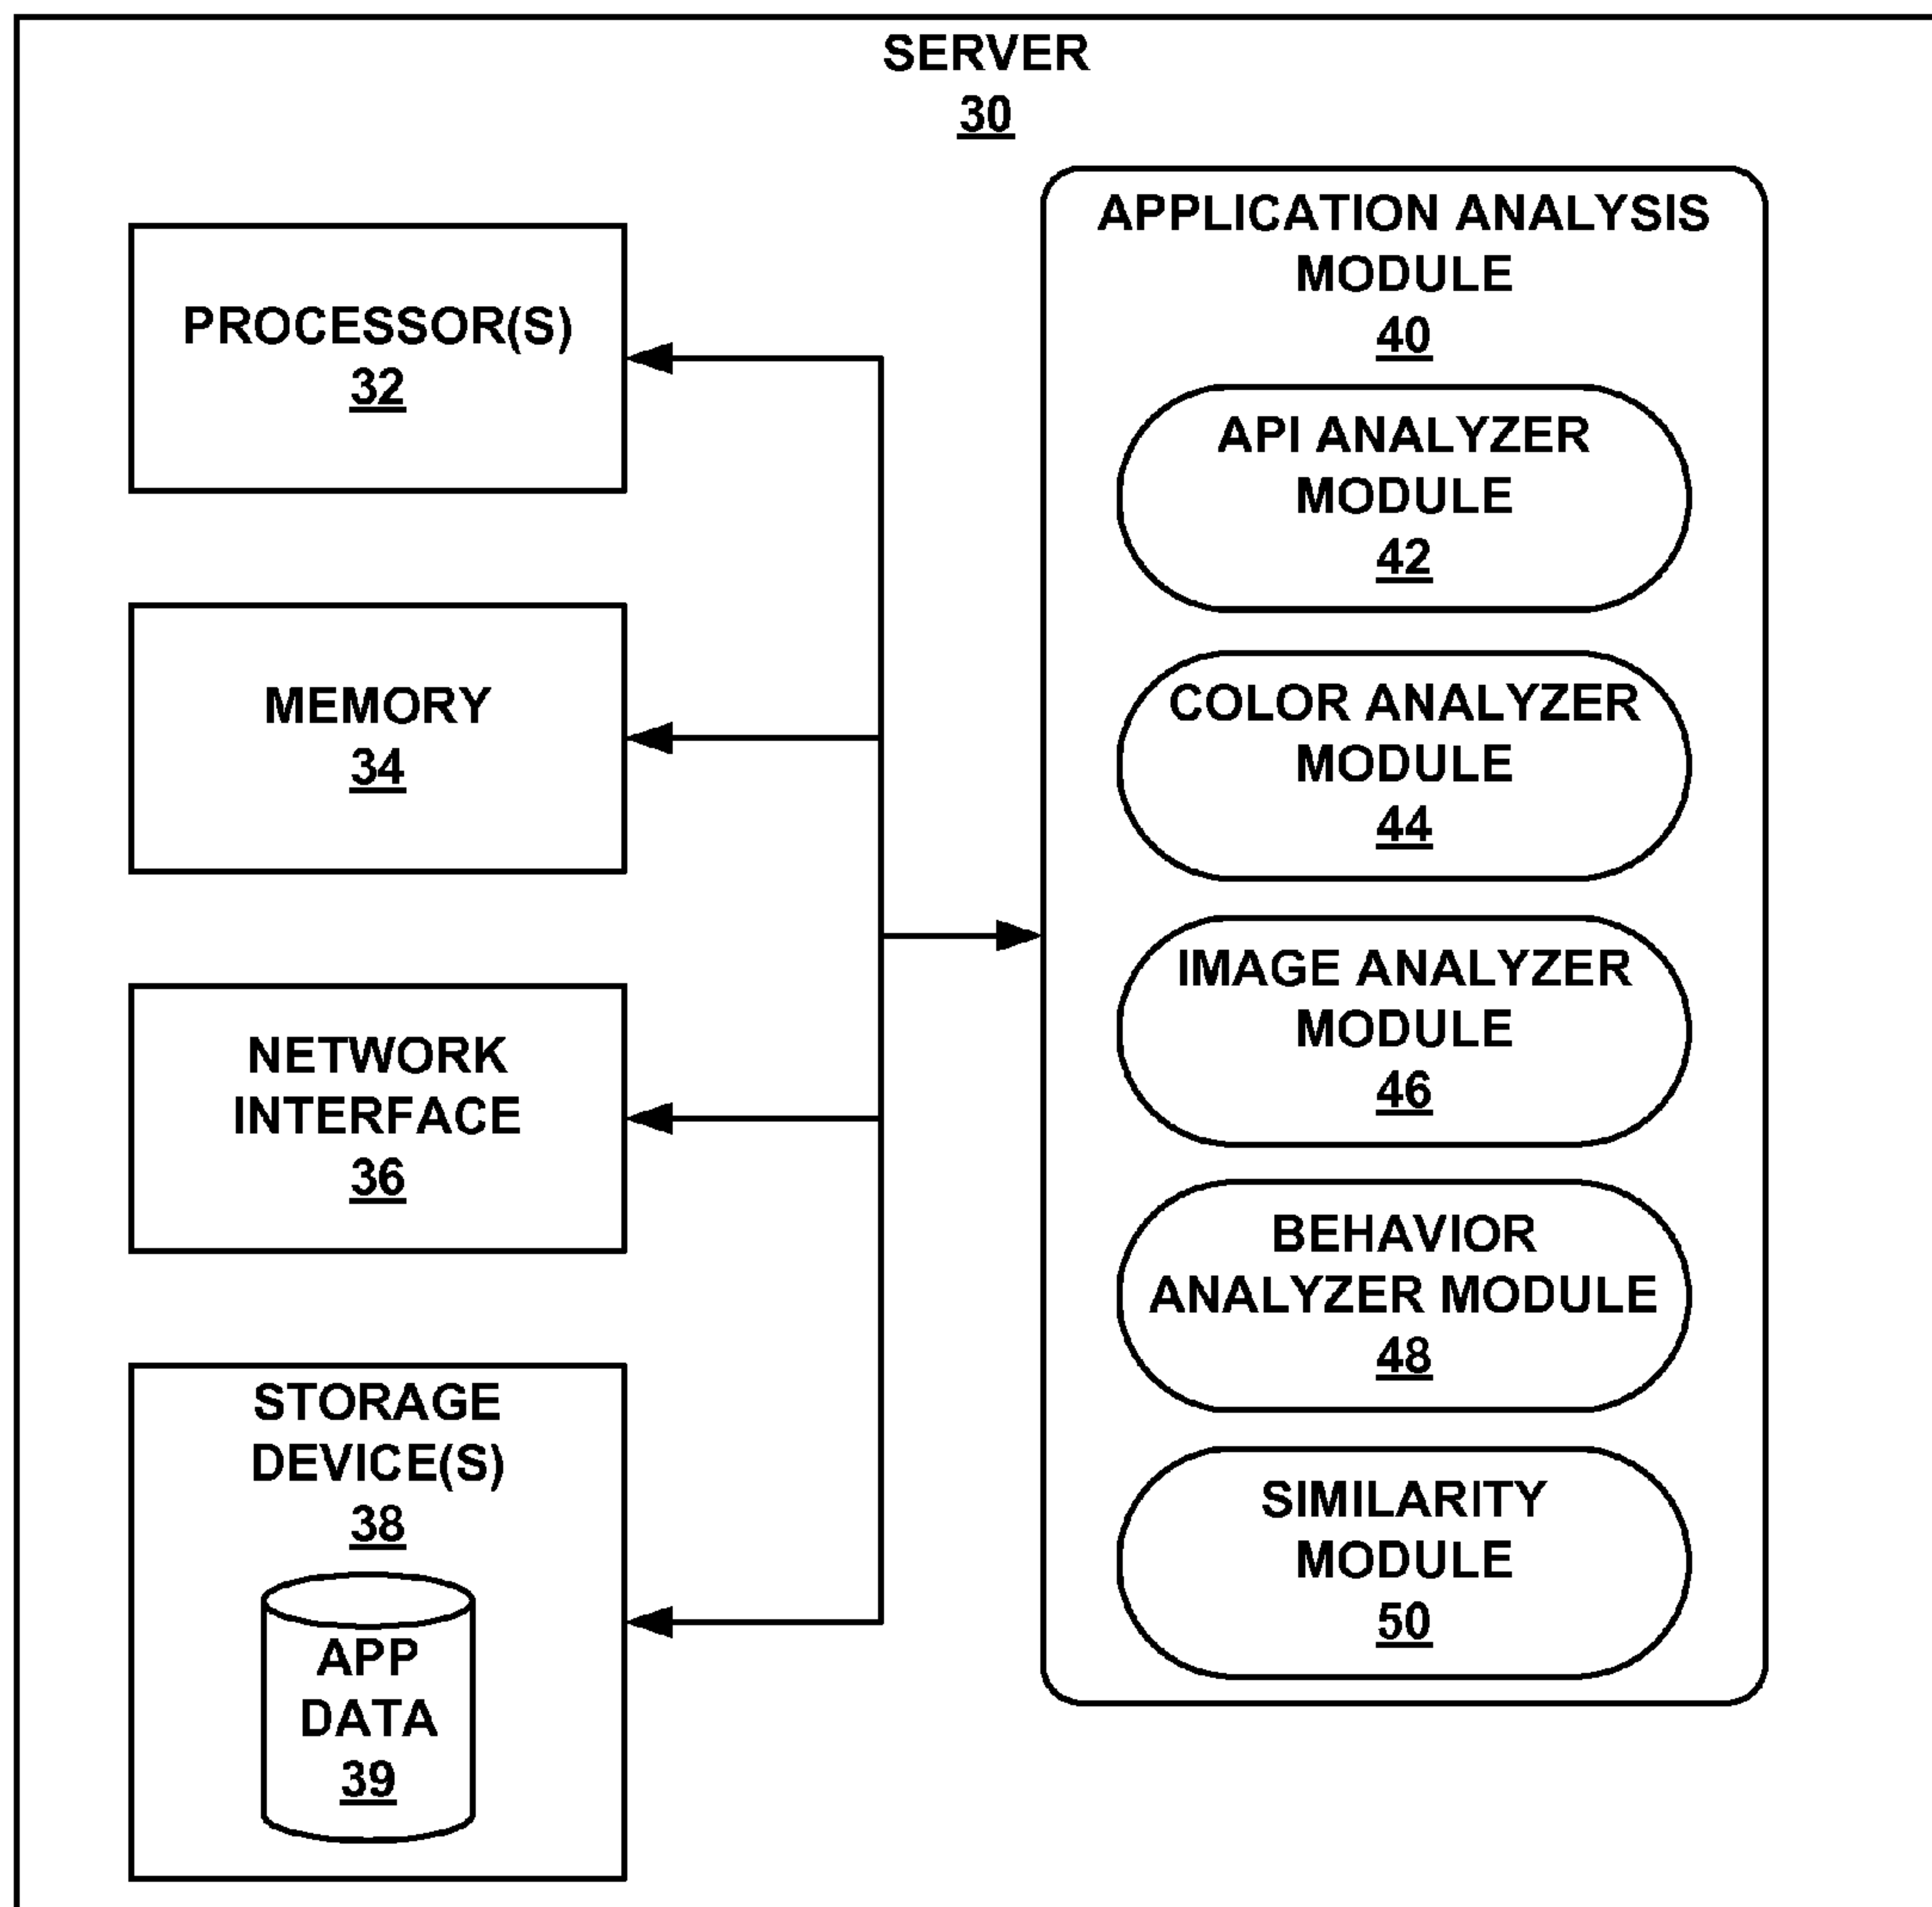 SERVER
30
PROCESSOR(S)
32
MEMORY
34
NETWORK
INTERFACE
36
STORAGE
DEVICE(S)
38
APP
DATA
39
APPLICATION ANALYSIS
MODULE
40
API ANALYZER
MODULE
42
COLOR ANALYZER
MODULE
44
IMAGE ANALYZER
MODULE
46
BEHAVIOR
ANALYZER MODULE
48
SIMILARITY
MODULE
50